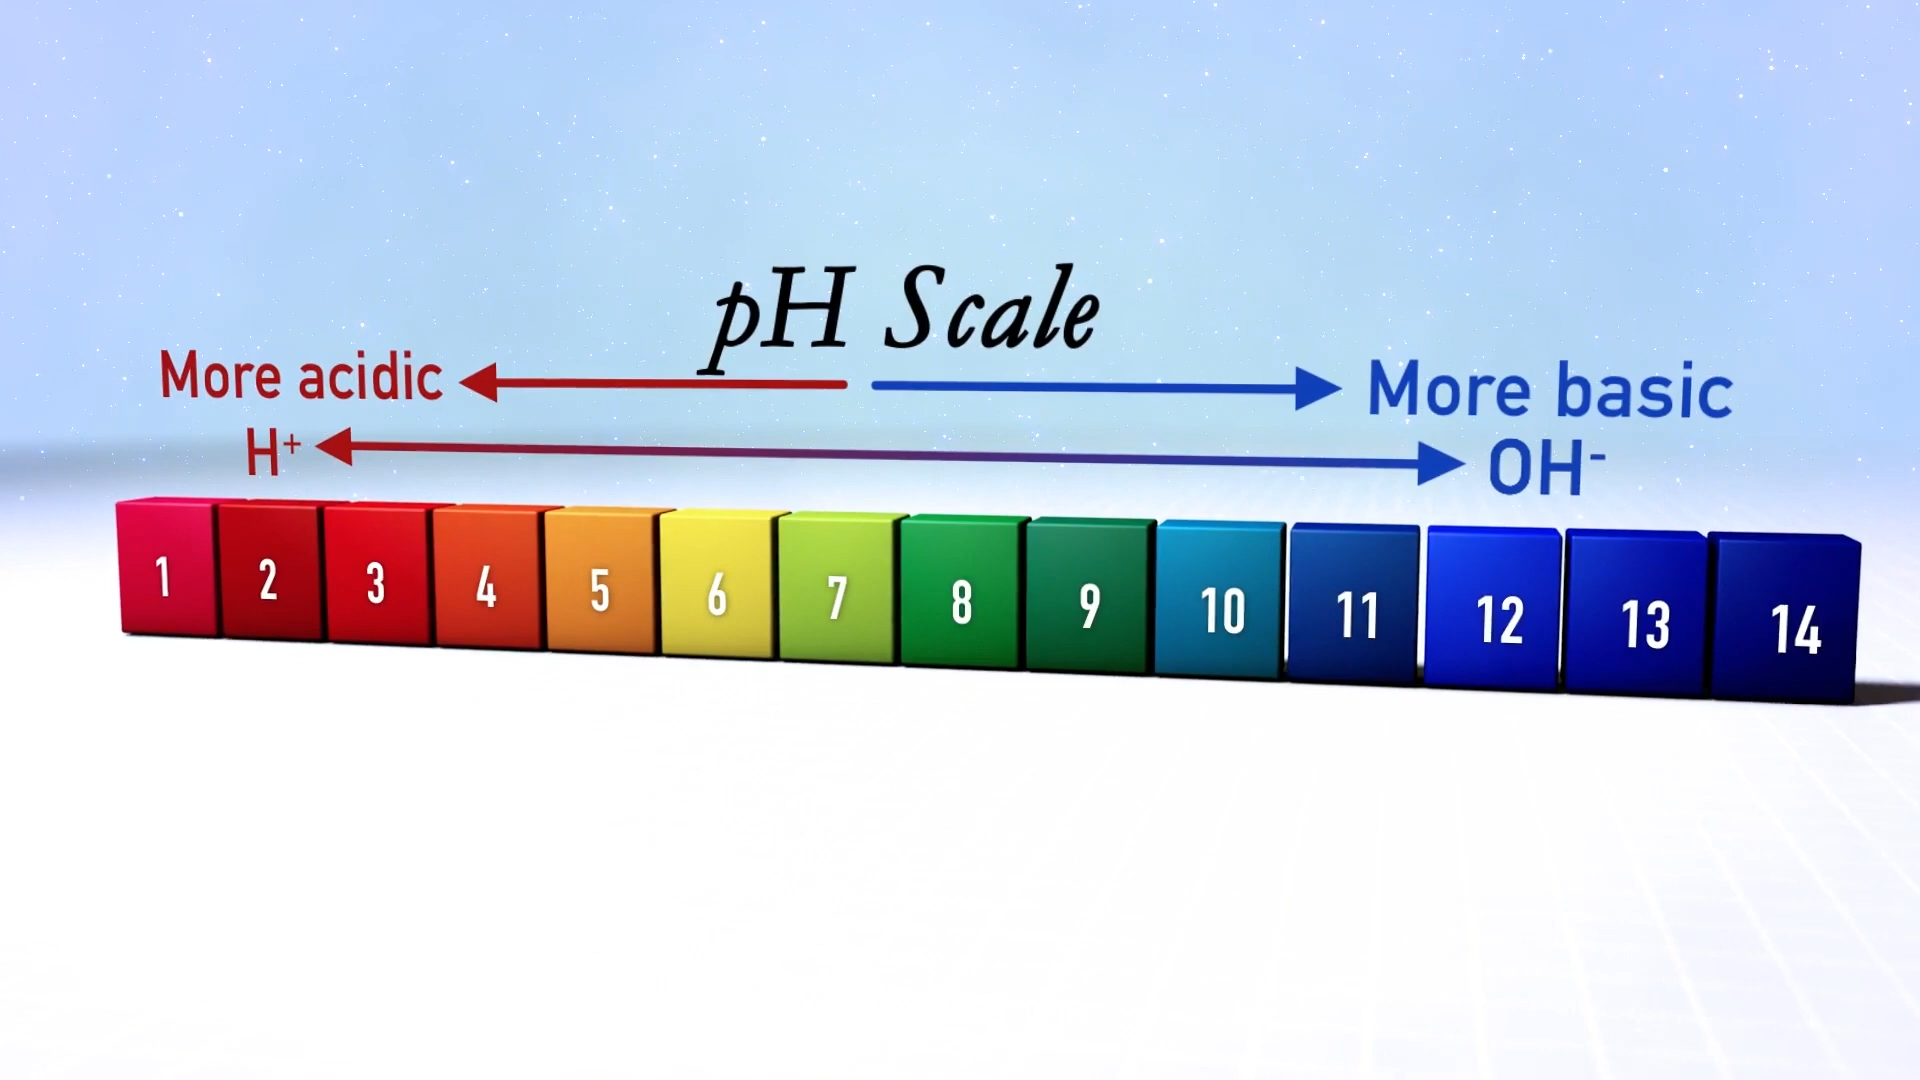 pH Scale
More acidic
More basic
H⁺
OH⁻
1 2 3 4 5 6 7 8 9 10 11 12 13 14